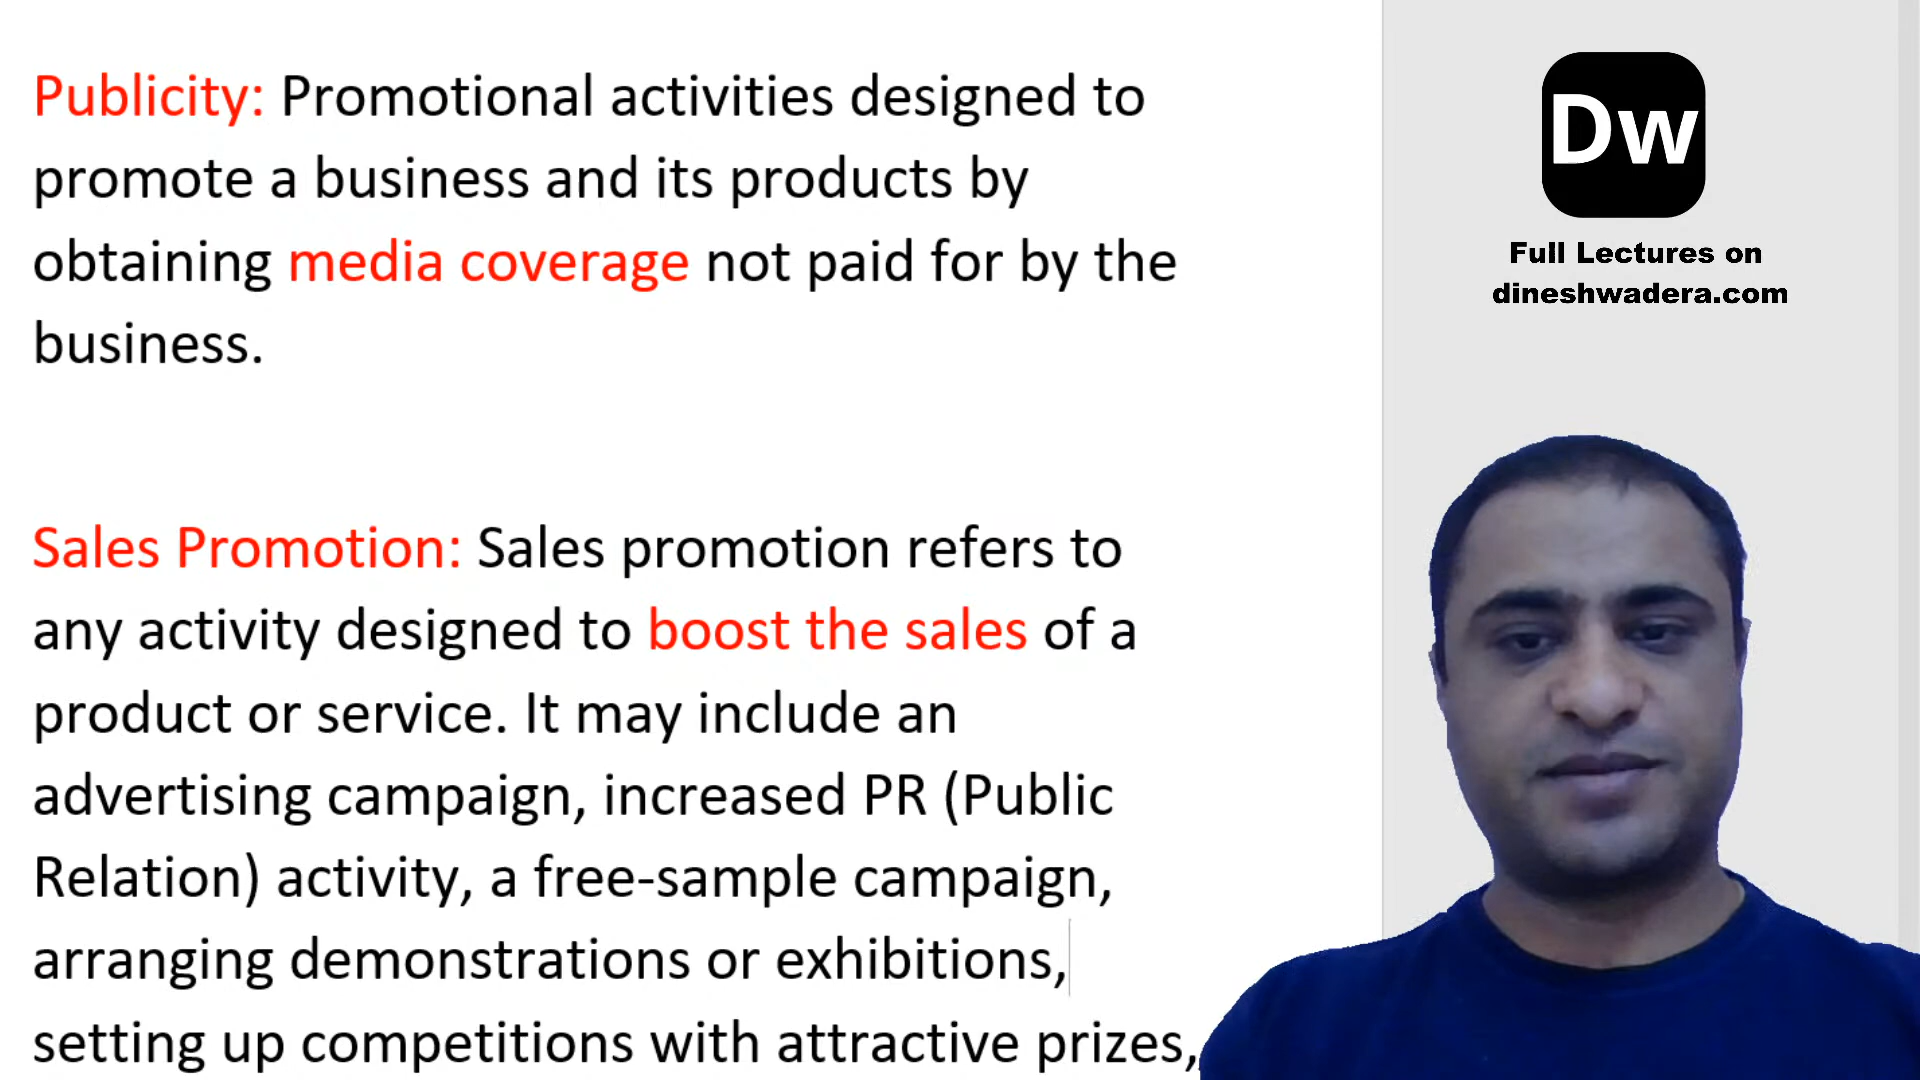 Publicity: Promotional activities designed to
promote a business and its products by
obtaining media coverage not paid for by the
business.
Sales Promotion: Sales promotion refers to
any activity designed to boost the sales of a
product or service. It may include an
advertising campaign, increased PR (Public
Relation) activity, a free-sample campaign,
arranging demonstrations or exhibitions,
setting up competitions with attractive prizes,
Dw
Full Lectures on
dineshwadera.com